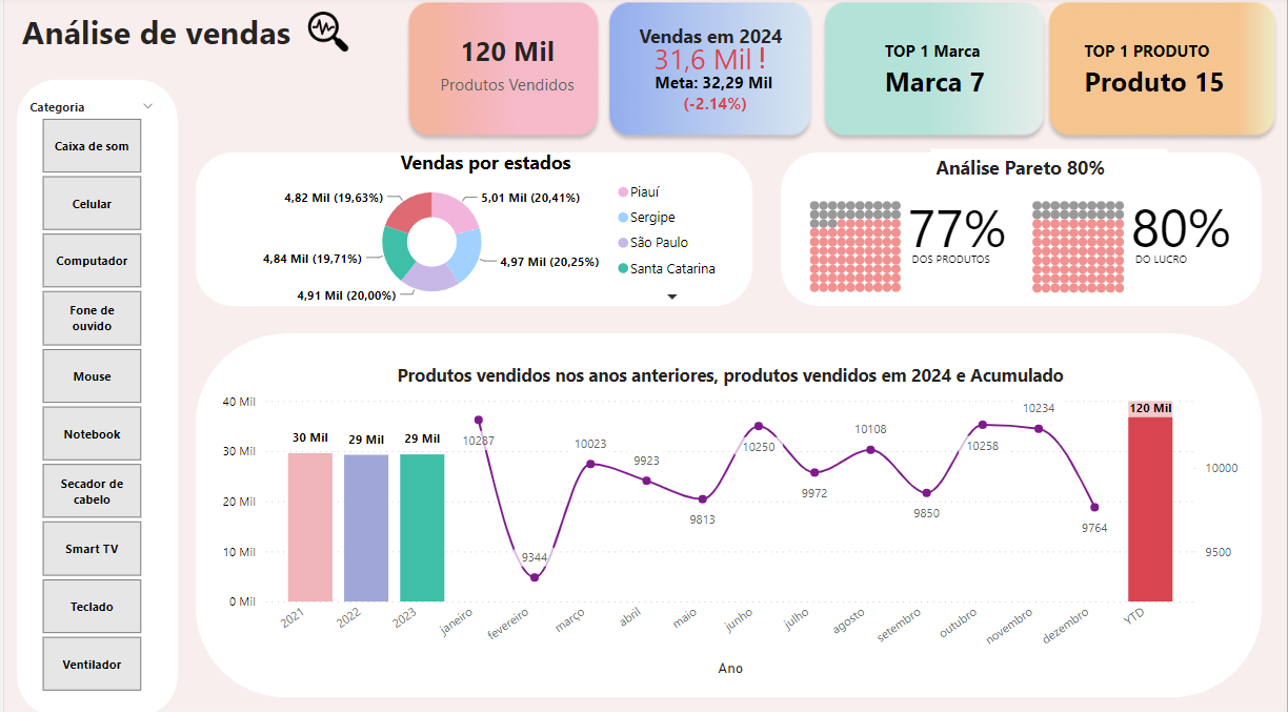 Análise de vendas
120 Mil
Produtos Vendidos
Vendas em 2024
31,6 Mil !
Meta: 32,29 Mil
(-2.14%)
TOP 1 Marca
Marca 7
TOP 1 PRODUTO
Produto 15
Categoria
Caixa de som
Celular
Computador
Fone de
ouvido
Mouse
Notebook
Secador de
cabelo
Smart TV
Teclado
Ventilador
Vendas por estados
4,82 Mil (19,63%)
5,01 Mil (20,41%)
4,84 Mil (19,71%)
4,97 Mil (20,25%)
4,91 Mil (20,00%)
Piauí
Sergipe
São Paulo
Santa Catarina
Análise Pareto 80%
77%
DOS PRODUTOS
80%
DO LUCRO
Produtos vendidos nos anos anteriores, produtos vendidos em 2024 e Acumulado
40 Mil
30 Mil
20 Mil
10 Mil
0 Mil
30 Mil
29 Mil
29 Mil
10287
9344
10023
9923
9813
10250
9972
10108
9850
10258
10234
9764
120 Mil
10000
9500
2021
2022
2023
janeiro
fevereiro
março
abril
maio
junho
julho
agosto
setembro
outubro
novembro
dezembro
YTD
Ano